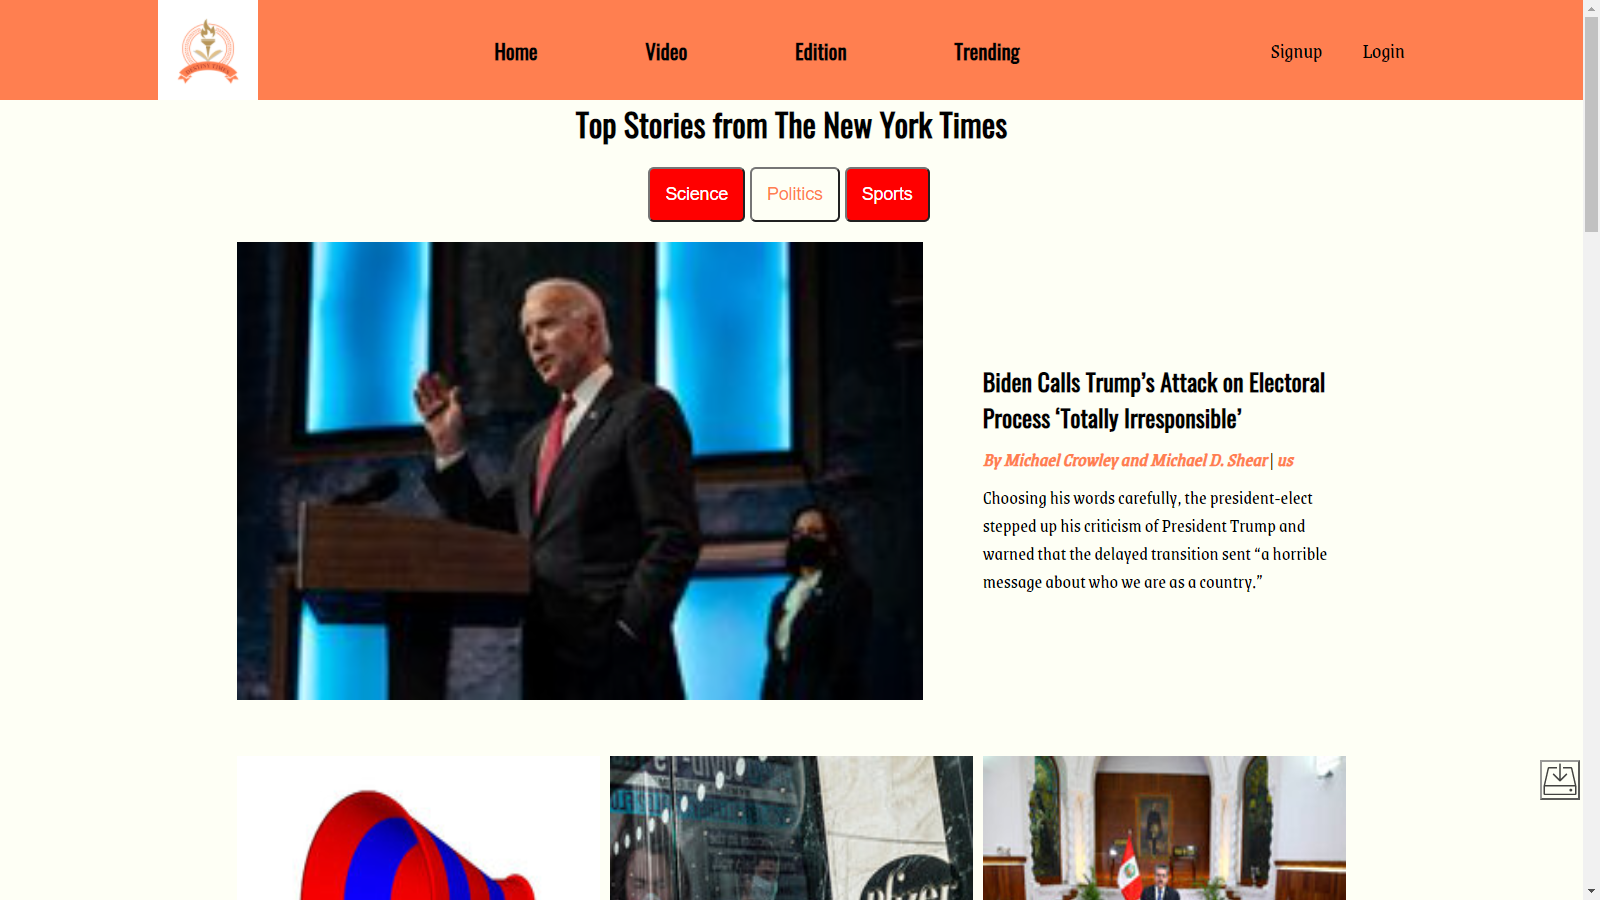 Home Video Edition Trending Signup Login
Top Stories from The New York Times
Science Politics Sports
Biden Calls Trump’s Attack on Electoral
Process ‘Totally Irresponsible’
By Michael Crowley and Michael D. Shear | us
Choosing his words carefully, the president-elect
stepped up his criticism of President Trump and
warned that the delayed transition sent “a horrible
message about who we are as a country.”
pfizer